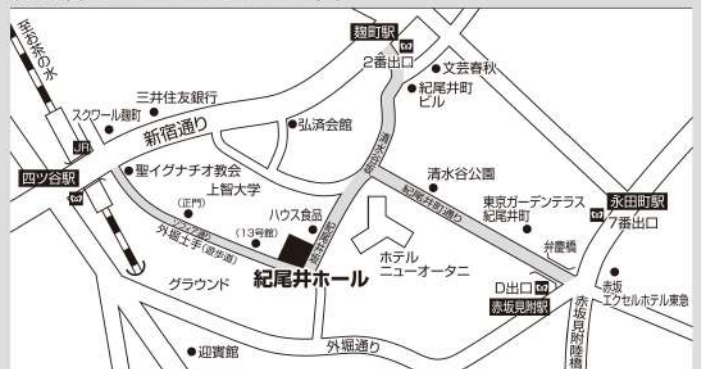 至お茶の水
麹町駅
2番出口
文芸春秋
紀尾井町
ビル
三井住友銀行
スクワール麹町
新宿通り
弘済会館
清水谷坂
JR
四ツ谷駅
聖イグナチオ教会
上智大学
(正門)
ソフィア通り
外堀土手(遊歩道)
(13号館)
ハウス食品
紀尾井坂
紀尾井ホール
グラウンド
清水谷公園
紀尾井町通り
東京ガーデンテラス
紀尾井町
永田町駅
7番出口
弁慶橋
ホテル
ニューオータニ
D出口
赤坂見附駅
赤坂
エクセルホテル東急
赤坂見附陸橋
外堀通り
迎賓館